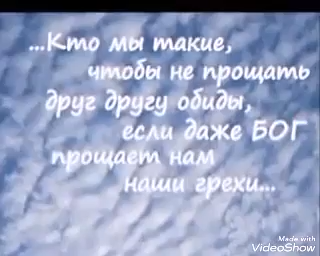 ...Кто мы такие,
чтобы не прощать
друг другу обиды,
если даже БОГ
прощает нам
наши грехи...
Made with
VideoShow